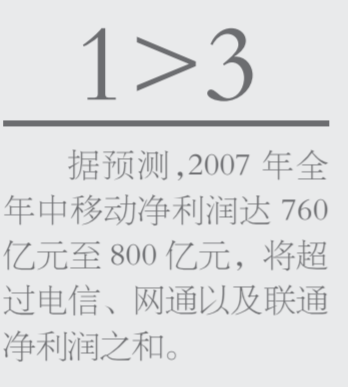 1>3
据预测,2007 年全
年中移动净利润达 760
亿元至 800 亿元，将超
过电信、网通以及联通
净利润之和。